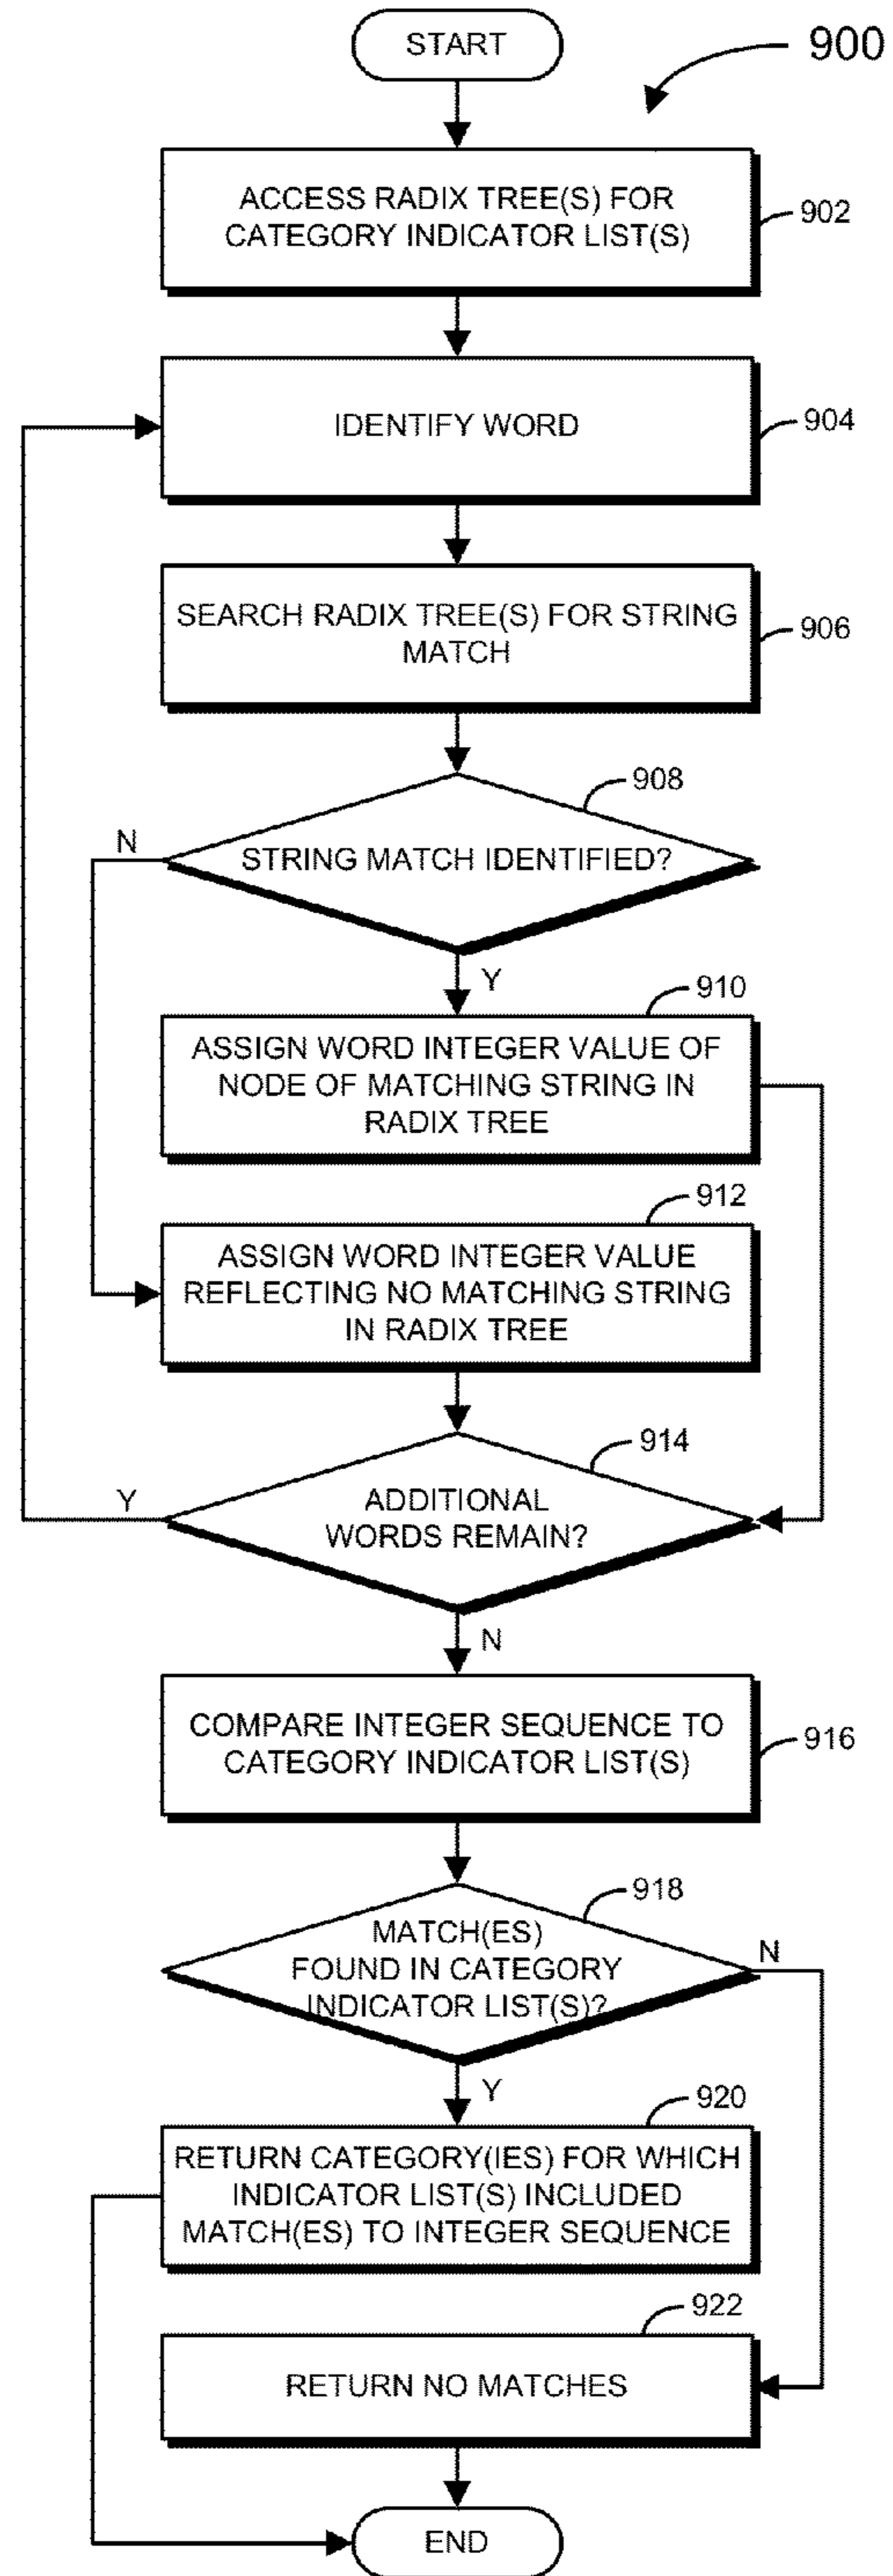 START
900
ACCESS RADIX TREE(S) FOR
CATEGORY INDICATOR LIST(S)
902
IDENTIFY WORD
904
SEARCH RADIX TREE(S) FOR STRING
MATCH
906
908
STRING MATCH IDENTIFIED?
N
Y
910
ASSIGN WORD INTEGER VALUE OF
NODE OF MATCHING STRING IN
RADIX TREE
912
ASSIGN WORD INTEGER VALUE
REFLECTING NO MATCHING STRING
IN RADIX TREE
914
ADDITIONAL
WORDS REMAIN?
Y
N
COMPARE INTEGER SEQUENCE TO
CATEGORY INDICATOR LIST(S)
916
918
MATCH(ES)
FOUND IN CATEGORY
INDICATOR LIST(S)?
N
Y
920
RETURN CATEGORY(IES) FOR WHICH
INDICATOR LIST(S) INCLUDED
MATCH(ES) TO INTEGER SEQUENCE
922
RETURN NO MATCHES
END